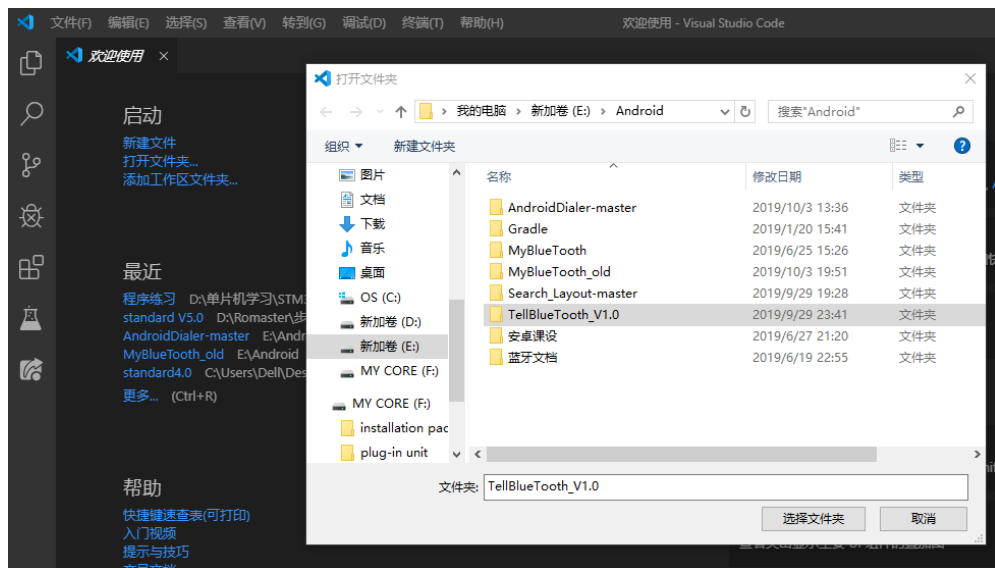 文件(F) 编辑(E) 选择(S) 查看(V) 转到(G) 调试(D) 终端(T) 帮助(H) 欢迎使用 - Visual Studio Code
欢迎使用
启动
新建文件
打开文件夹...
添加工作区文件夹...
最近
程序练习 D:\单片机学习\STM
standard V5.0 D:\Romaster\步
AndroidDialer-master E:\Andr
MyBlueTooth_old E:\Android
standard4.0 C:\Users\Dell\Des
更多... (Ctrl+R)
帮助
快捷键速查表(可打印)
入门视频
提示与技巧
打开文件夹
我的电脑 › 新加卷 (E:) › Android
搜索"Android"
组织 新建文件夹
图片
文档
下载
音乐
桌面
OS (C:)
新加卷 (D:)
新加卷 (E:)
MY CORE (F:)
MY CORE (F:)
installation pac
plug-in unit
名称 修改日期 类型
AndroidDialer-master 2019/10/3 13:36 文件夹
Gradle 2019/1/20 15:41 文件夹
MyBlueTooth 2019/6/25 15:26 文件夹
MyBlueTooth_old 2019/10/3 19:51 文件夹
Search_Layout-master 2019/9/29 19:28 文件夹
TellBlueTooth_V1.0 2019/9/29 23:41 文件夹
安卓课设 2019/6/27 21:20 文件夹
蓝牙文档 2019/6/19 22:55 文件夹
文件夹: TellBlueTooth_V1.0
选择文件夹 取消